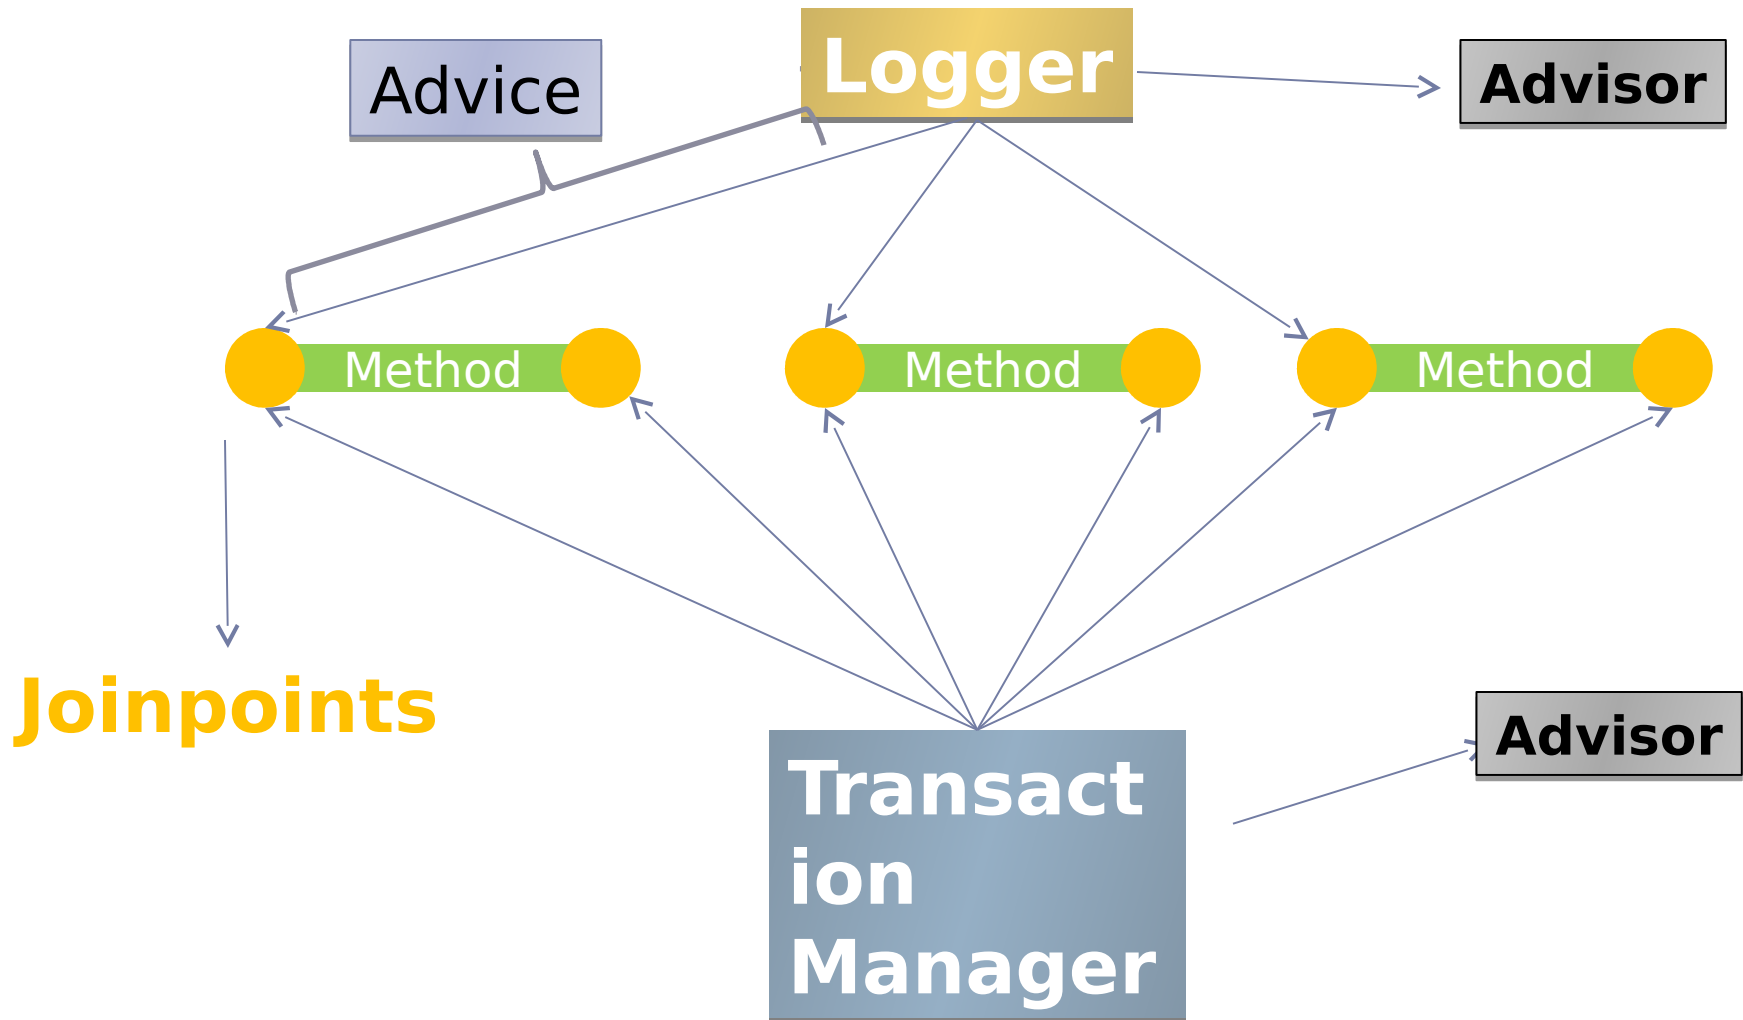 Advice
Logger
Advisor
Method
Method
Method
Joinpoints
Advisor
Transact
ion
Manager